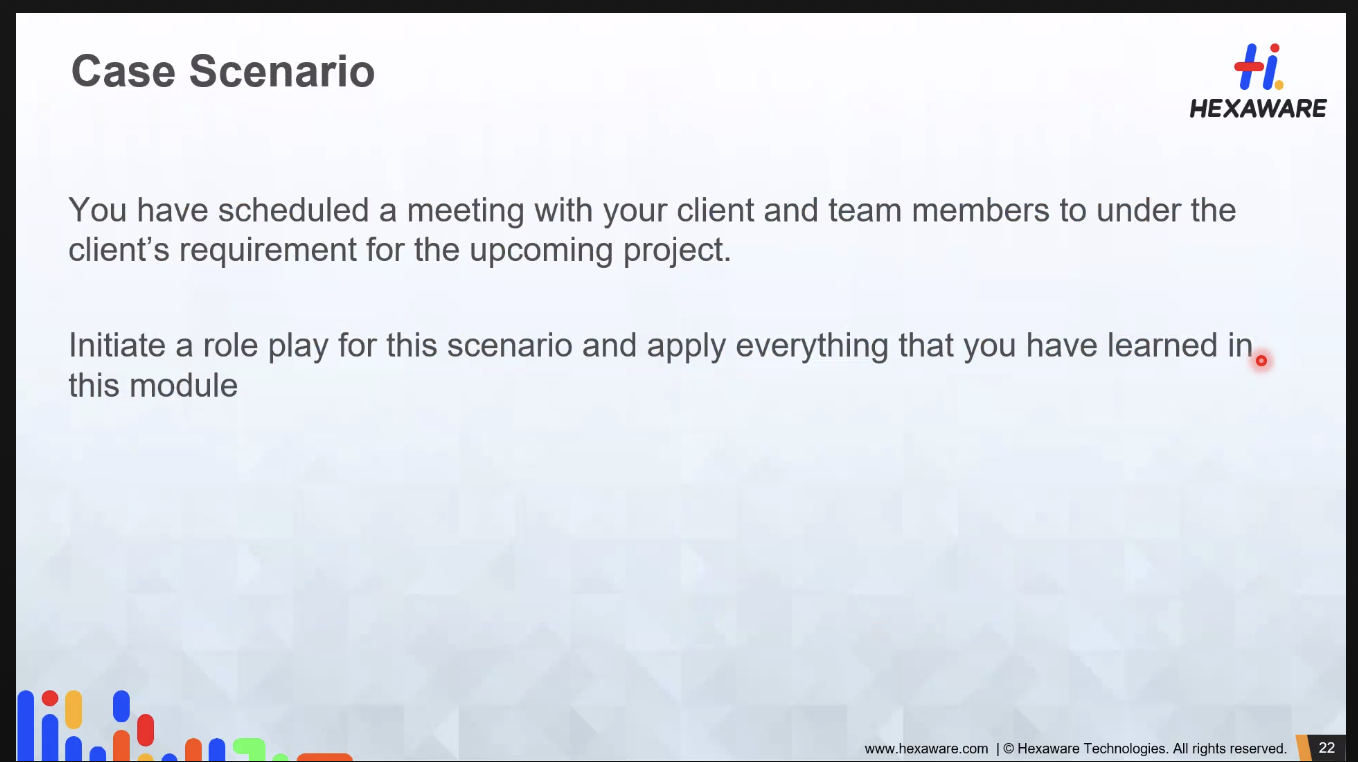 Case Scenario
HEXAWARE
You have scheduled a meeting with your client and team members to under the
client’s requirement for the upcoming project.
Initiate a role play for this scenario and apply everything that you have learned in
this module
www.hexaware.com | © Hexaware Technologies. All rights reserved.
22